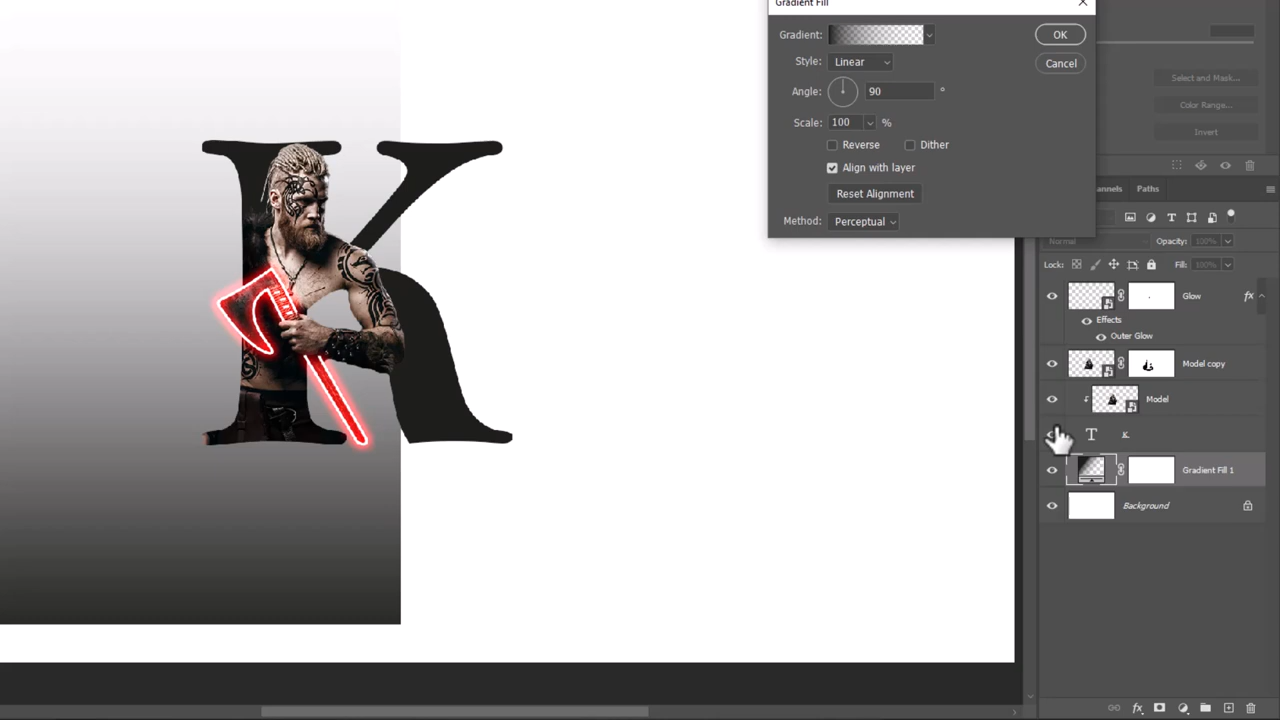 Gradient Fill
Gradient:
OK
Style: Linear
Cancel
Angle: 90 °
Scale: 100 %
Reverse
Dither
Align with layer
Reset Alignment
Method: Perceptual
Select and Mask...
Color Range...
Invert
Paths
Normal
Opacity: 100%
Lock:
Fill: 100%
Glow fx
Effects
Outer Glow
Model copy
Model
T K
Gradient Fill 1
Background
fx
K